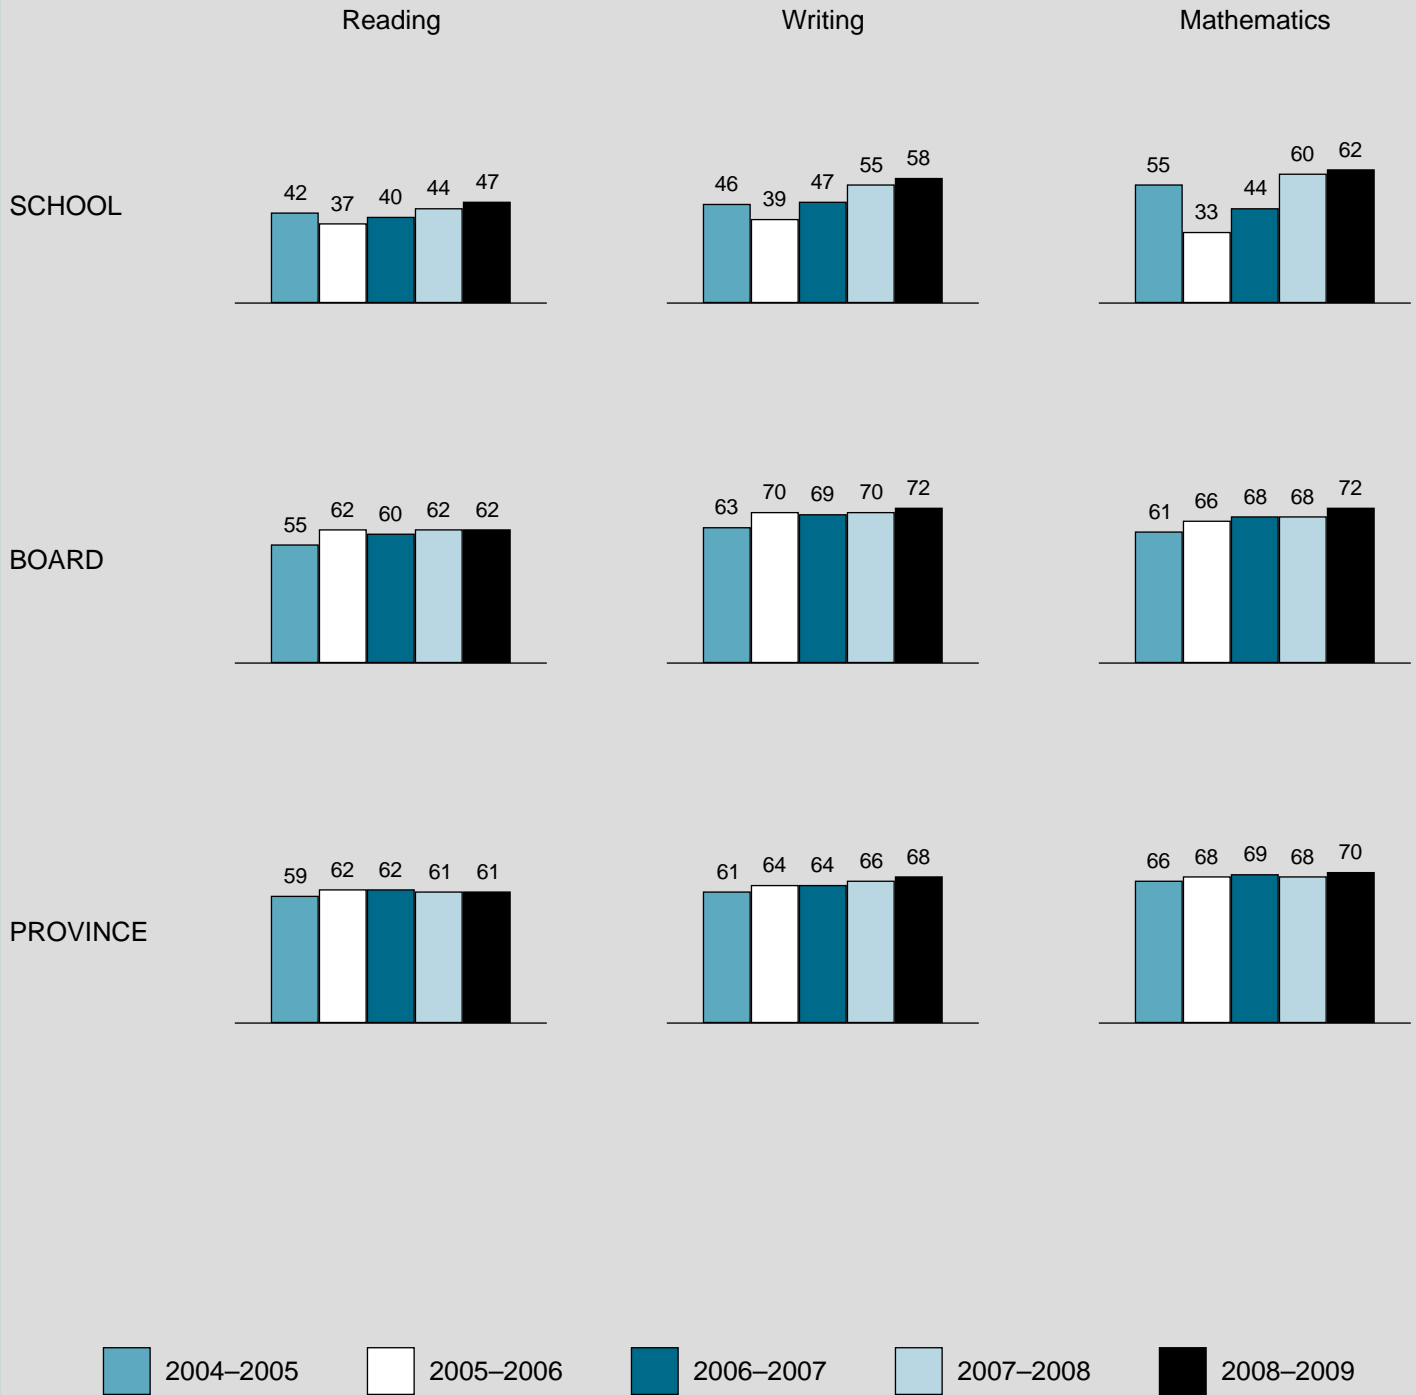 Reading Writing Mathematics
SCHOOL
42 37 40 44 47
46 39 47 55 58
55 33 44 60 62
BOARD
55 62 60 62 62
63 70 69 70 72
61 66 68 68 72
PROVINCE
59 62 62 61 61
61 64 64 66 68
66 68 69 68 70
2004–2005 2005–2006 2006–2007 2007–2008 2008–2009